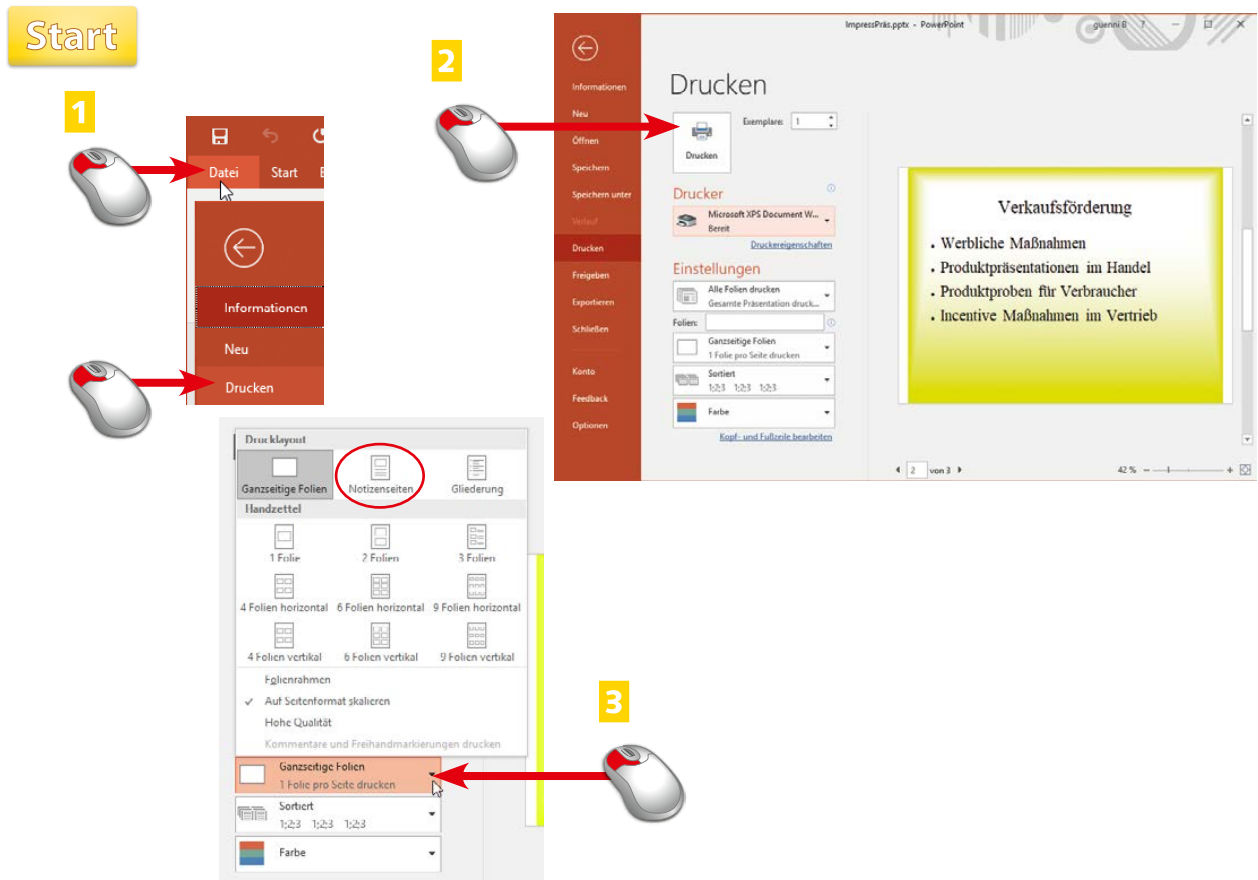 Start
1
Datei Start
Informationen
Neu
Drucken
2
ImpressPräs.pptx - PowerPoint
guenni B ?
Informationen
Neu
Öffnen
Speichern
Speichern unter
Verlauf
Drucken
Freigeben
Exportieren
Schließen
Konto
Feedback
Optionen
Drucken
Drucken
Exemplare: 1
Drucker
Microsoft XPS Document W...
Bereit
Druckereigenschaften
Einstellungen
Alle Folien drucken
Gesamte Präsentation druck...
Folien:
Ganzseitige Folien
1 Folie pro Seite drucken
Sortiert
1;2;3 1;2;3 1;2;3
Farbe
Kopf- und Fußzeile bearbeiten
Verkaufsförderung
• Werbliche Maßnahmen
• Produktpräsentationen im Handel
• Produktproben für Verbraucher
• Incentive Maßnahmen im Vertrieb
2 von 3
42 % - +
Drucklayout
Ganzseitige Folien Notizenseiten Gliederung
Handzettel
1 Folie 2 Folien 3 Folien
4 Folien horizontal 6 Folien horizontal 9 Folien horizontal
4 Folien vertikal 6 Folien vertikal 9 Folien vertikal
Folienrahmen
✓ Auf Seitenformat skalieren
Hohe Qualität
Kommentare und Freihandmarkierungen drucken
Ganzseitige Folien
1 Folie pro Seite drucken
Sortiert
1;2;3 1;2;3 1;2;3
Farbe
3